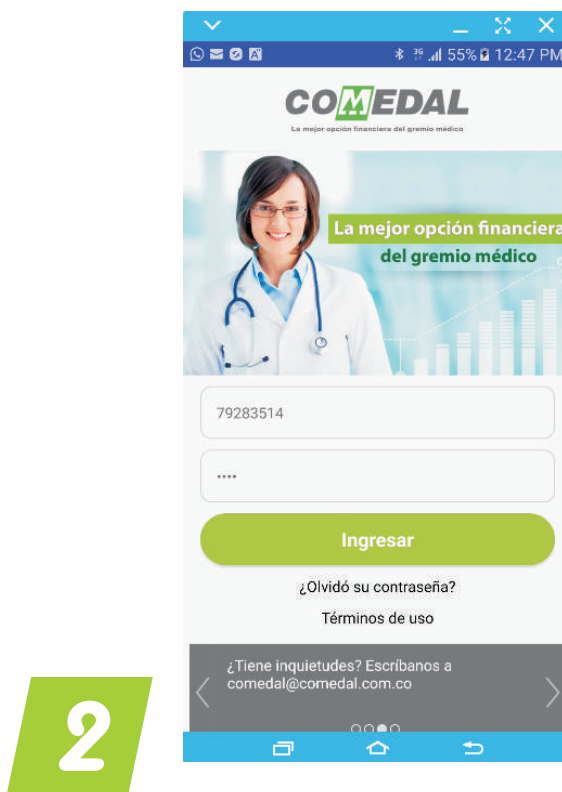 3G 55% 12:47 PM
COMEDAL
La mejor opción financiera del gremio médico
La mejor opción financiera
del gremio médico
79283514
••••
Ingresar
¿Olvidó su contraseña?
Términos de uso
¿Tiene inquietudes? Escríbanos a
comedal@comedal.com.co
2